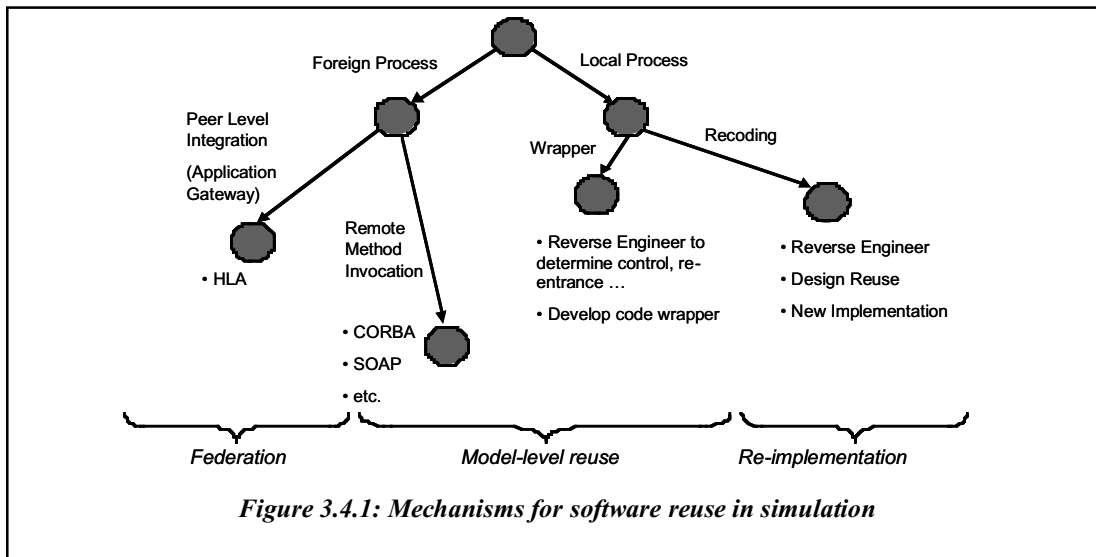 Foreign Process
Local Process
Peer Level
Integration
(Application
Gateway)
Wrapper
Recoding
• HLA
Remote
Method
Invocation
• Reverse Engineer to
determine control, re-
entrance …
• Develop code wrapper
• Reverse Engineer
• Design Reuse
• New Implementation
• CORBA
• SOAP
• etc.
Federation
Model-level reuse
Re-implementation
Figure 3.4.1: Mechanisms for software reuse in simulation